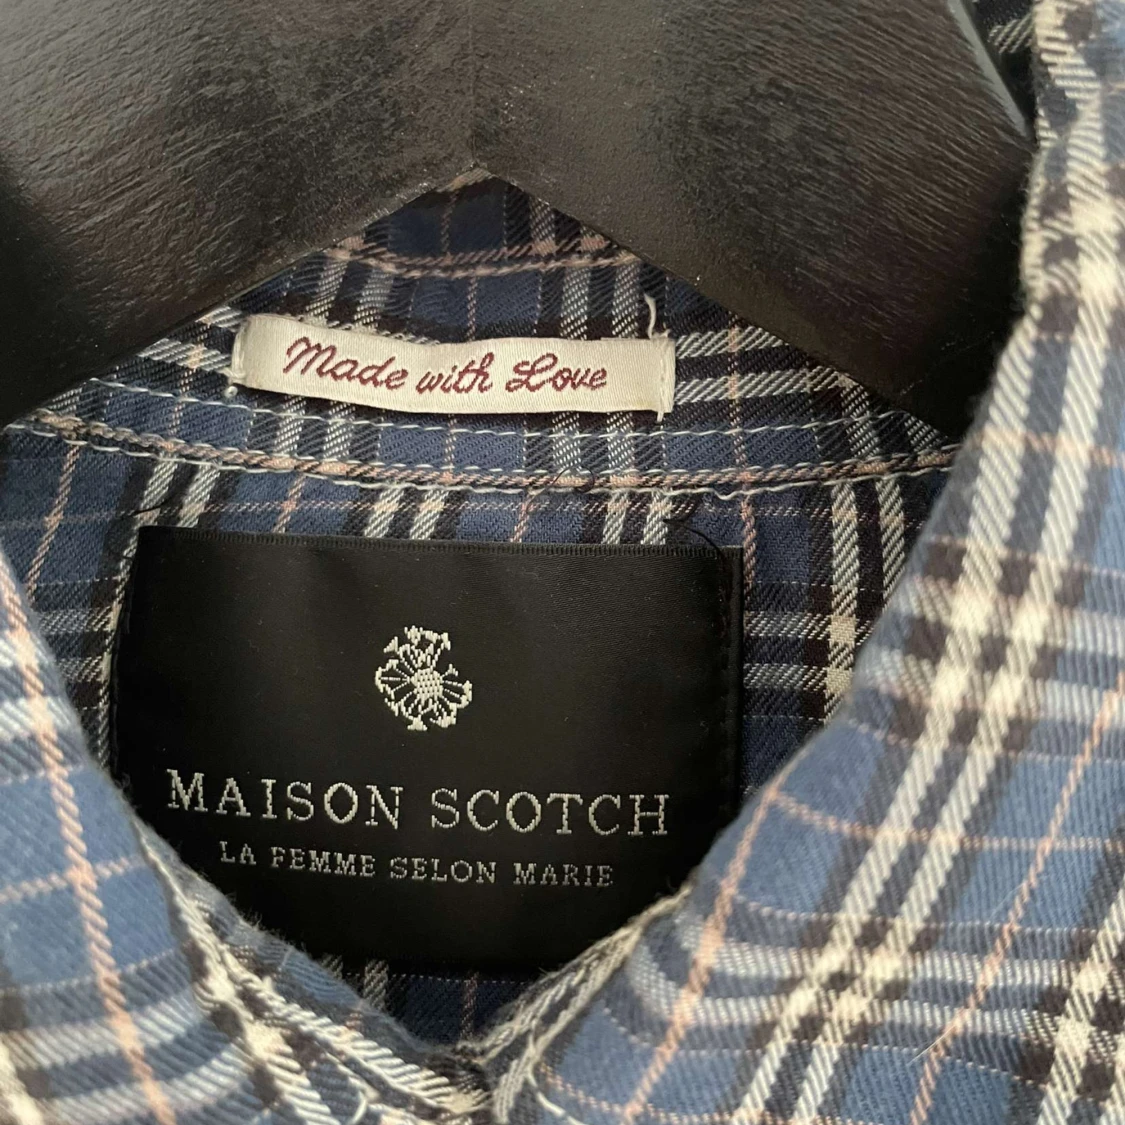 Made with Love
MAISON SCOTCH
LA FEMME SELON MARIE